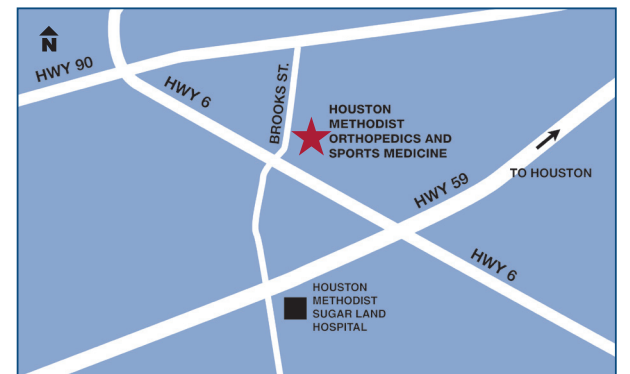 N
HWY 90
HWY 6
BROOKS ST.
HOUSTON
METHODIST
ORTHOPEDICS AND
SPORTS MEDICINE
HWY 59
TO HOUSTON
HWY 6
HOUSTON
METHODIST
SUGAR LAND
HOSPITAL